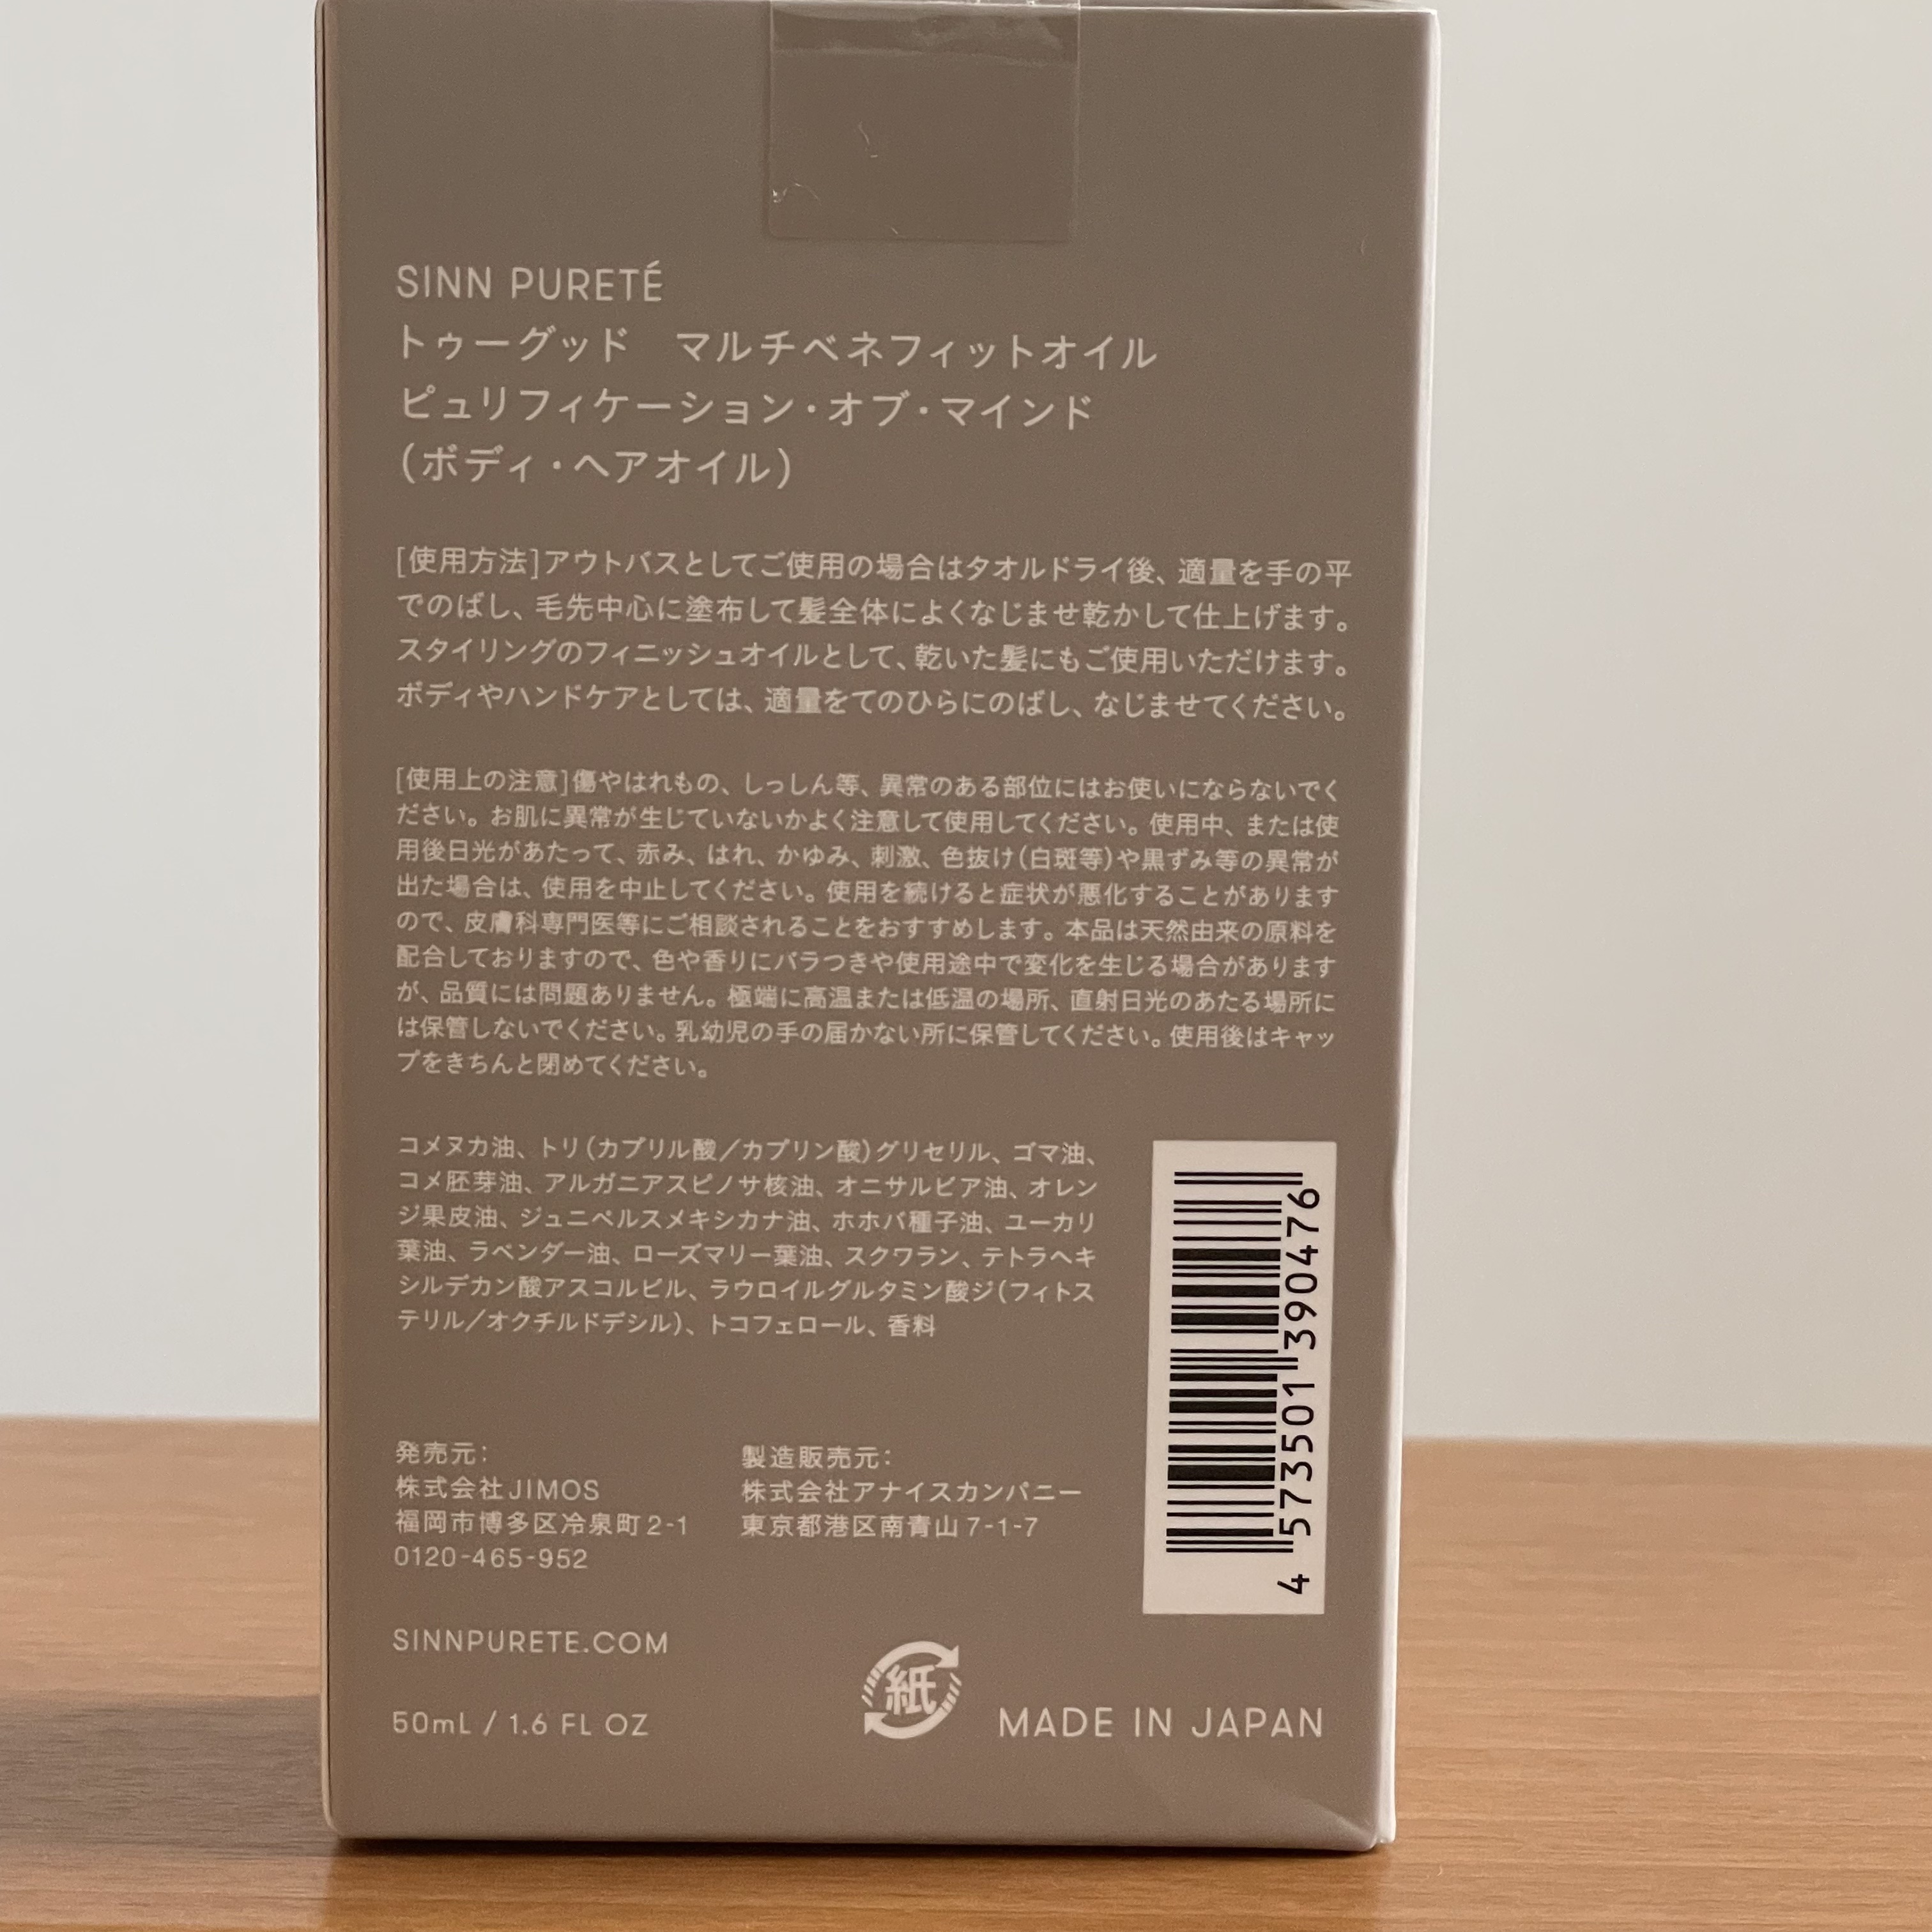 SINN PURETÉ
トゥーグッド　マルチベネフィットオイル
ピュリフィケーション・オブ・マインド
（ボディ・ヘアオイル）
[使用方法]アウトバスとしてご使用の場合はタオルドライ後、適量を手の平
でのばし、毛先中心に塗布して髪全体によくなじませ乾かして仕上げます。
スタイリングのフィニッシュオイルとして、乾いた髪にもご使用いただけます。
ボディやハンドケアとしては、適量をてのひらにのばし、なじませてください。
[使用上の注意]傷やはれもの、しっしん等、異常のある部位にはお使いにならないでく
ださい。お肌に異常が生じていないかよく注意して使用してください。使用中、または使
用後日光があたって、赤み、はれ、かゆみ、刺激、色抜け（白斑等）や黒ずみ等の異常が
出た場合は、使用を中止してください。使用を続けると症状が悪化することがあります
ので、皮膚科専門医等にご相談されることをおすすめします。本品は天然由来の原料を
配合しておりますので、色や香りにバラつきや使用途中で変化を生じる場合があります
が、品質には問題ありません。極端に高温または低温の場所、直射日光のあたる場所に
は保管しないでください。乳幼児の手の届かない所に保管してください。使用後はキャッ
プをきちんと閉めてください。
コメヌカ油、トリ（カプリル酸／カプリン酸）グリセリル、ゴマ油、
コメ胚芽油、アルガニアスピノサ核油、オニサルビア油、オレン
ジ果皮油、ジュニペルスメキシカナ油、ホホバ種子油、ユーカリ
葉油、ラベンダー油、ローズマリー葉油、スクワラン、テトラヘキ
シルデカン酸アスコルビル、ラウロイルグルタミン酸ジ（フィトス
テリル／オクチルドデシル）、トコフェロール、香料
発売元：
株式会社JIMOS
福岡市博多区冷泉町2-1
0120-465-952
製造販売元：
株式会社アナイスカンパニー
東京都港区南青山7-1-7
4 573501 390476
SINNPURETE.COM
50mL / 1.6 FL OZ
紙
MADE IN JAPAN